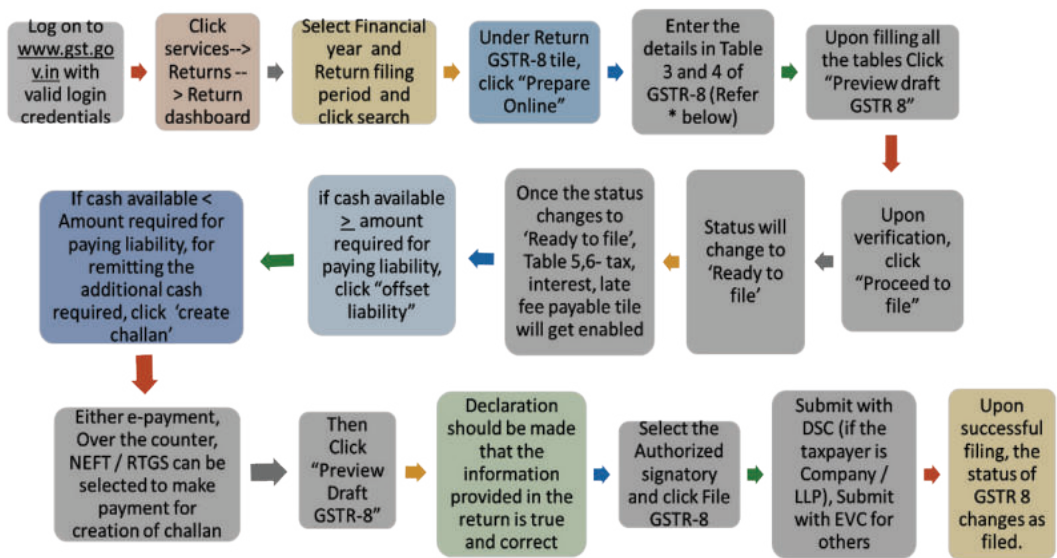 Log on to
www.gst.go
v.in with
valid login
credentials
Click
services-->
Returns --
> Return
dashboard
Select Financial
year and
Return filing
period and
click search
Under Return
GSTR-8 tile,
click “Prepare
Online”
Enter the
details in Table
3 and 4 of
GSTR-8 (Refer
* below)
Upon filling all
the tables Click
“Preview draft
GSTR 8”
Upon
verification,
click
“Proceed to
file”
Status will
change to
‘Ready to
file’
Once the status
changes to
‘Ready to file’,
Table 5,6- tax,
interest, late
fee payable tile
will get enabled
if cash available
≥ amount
required for
paying liability,
click “offset
liability”
If cash available <
Amount required for
paying liability, for
remitting the
additional cash
required, click ‘create
challan’
Either e-payment,
Over the counter,
NEFT / RTGS can be
selected to make
payment for
creation of challan
Then
Click
“Preview
Draft
GSTR-8”
Declaration
should be made
that the
information
provided in the
return is true
and correct
Select the
Authorized
signatory
and click File
GSTR-8
Submit with
DSC (if the
taxpayer is
Company /
LLP), Submit
with EVC for
others
Upon
successful
filing, the
status of
GSTR 8
changes as
filed.